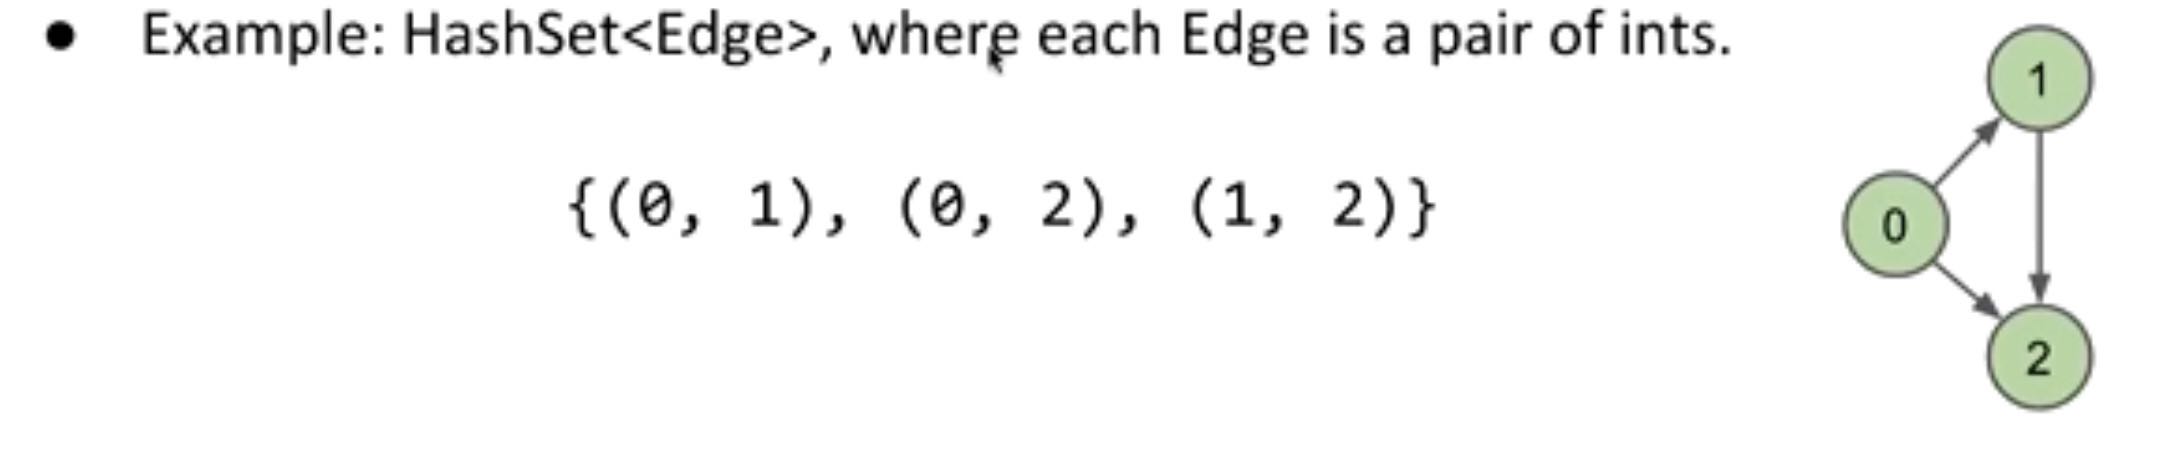 ● Example: HashSet<Edge>, where each Edge is a pair of ints.
{(0, 1), (0, 2), (1, 2)}
1
0
2